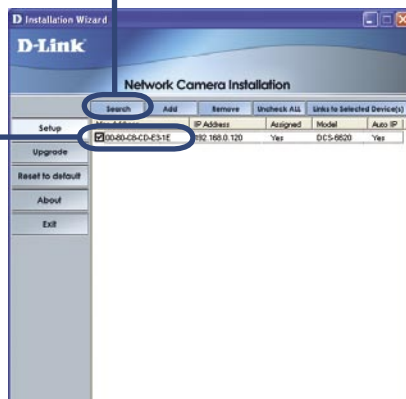 D Installation Wizard
D-Link
Network Camera Installation
Search Add Remove Uncheck ALL Links to Selected Device(s)
IP Address Assigned Model Auto IP
00-80-C8-CD-E3-1E 192.168.0.120 Yes DCS-6620 Yes
Setup
Upgrade
Reset to default
About
Exit